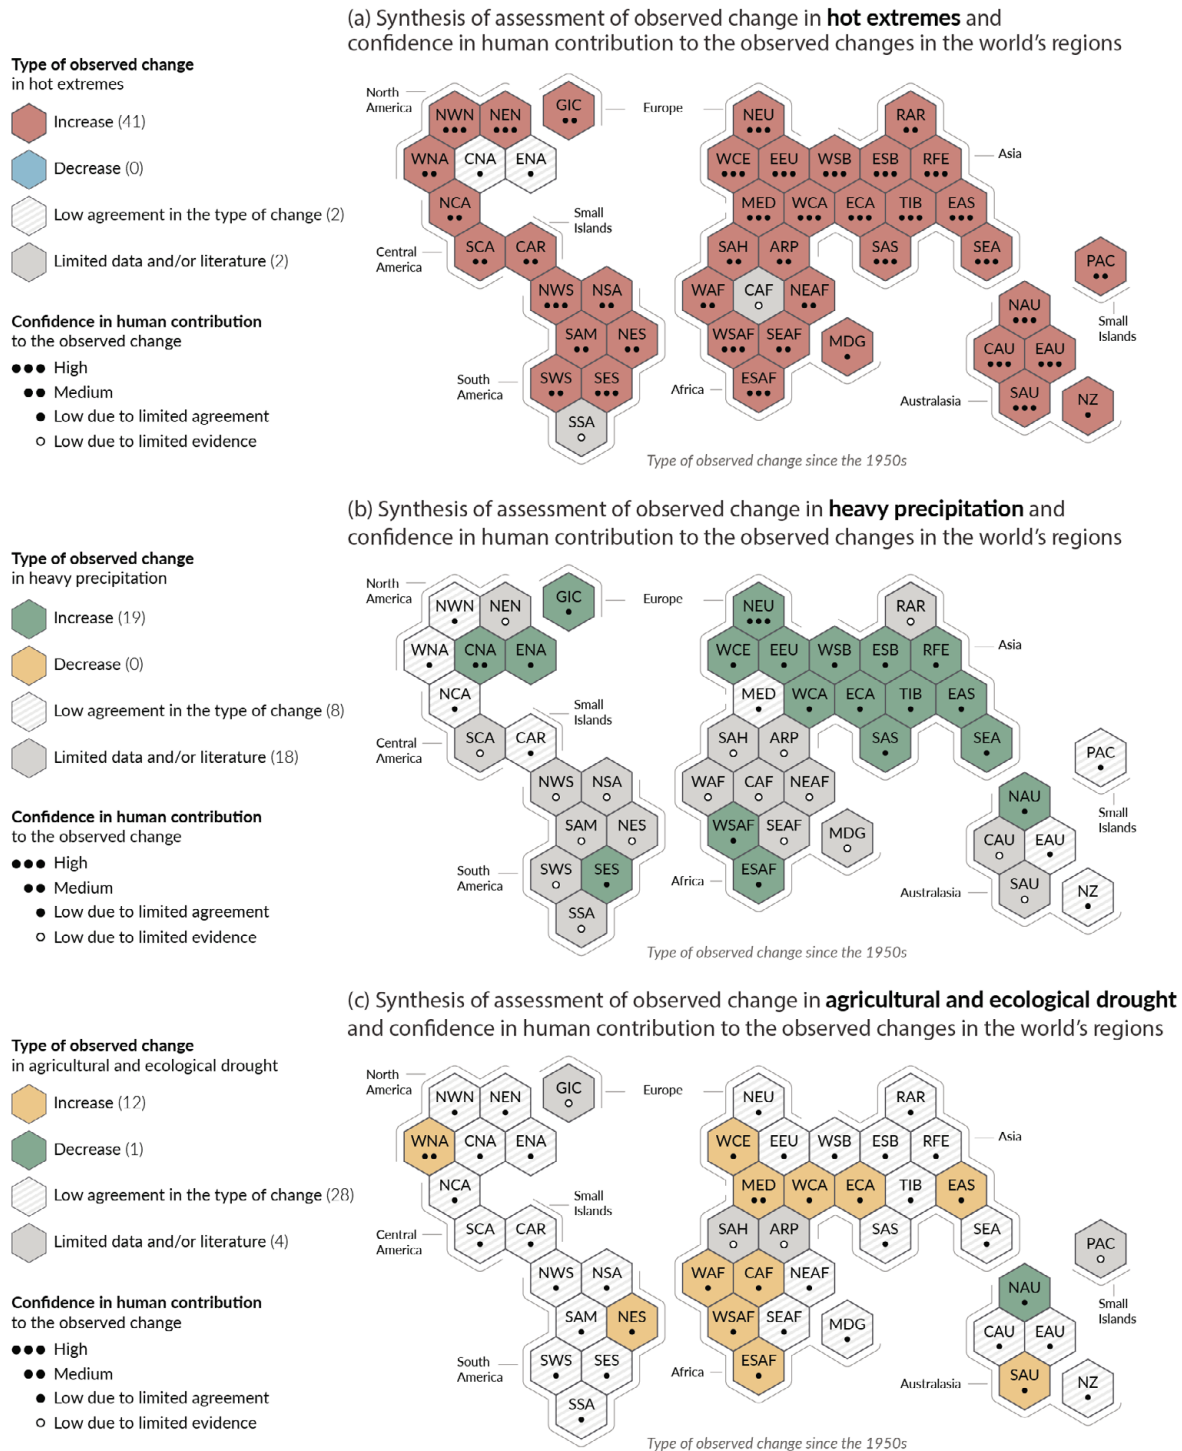 (a) Synthesis of assessment of observed change in hot extremes and
confidence in human contribution to the observed changes in the world's regions
Type of observed change
in hot extremes
Increase (41)
Decrease (0)
Low agreement in the type of change (2)
Limited data and/or literature (2)
Confidence in human contribution
to the observed change
High
Medium
Low due to limited agreement
Low due to limited evidence
North
America
Europe
Asia
Small
Islands
Central
America
South
America
Africa
Australasia
Small
Islands
NWN NEN GIC NEU RAR
WNA CNA ENA WCE EEU WSB ESB RFE
NCA MED WCA ECA TIB EAS
SCA CAR SAH ARP SAS SEA PAC
NWS NSA WAF CAF NEAF NAU
SAM NES WSAF SEAF MDG CAU EAU
SWS SES ESAF SAU NZ
SSA
Type of observed change since the 1950s
(b) Synthesis of assessment of observed change in heavy precipitation and
confidence in human contribution to the observed changes in the world's regions
Type of observed change
in heavy precipitation
Increase (19)
Decrease (0)
Low agreement in the type of change (8)
Limited data and/or literature (18)
Confidence in human contribution
to the observed change
High
Medium
Low due to limited agreement
Low due to limited evidence
North
America
Europe
Asia
Small
Islands
Central
America
South
America
Africa
Australasia
Small
Islands
NWN NEN GIC NEU RAR
WNA CNA ENA WCE EEU WSB ESB RFE
NCA MED WCA ECA TIB EAS
SCA CAR SAH ARP SAS SEA PAC
NWS NSA WAF CAF NEAF NAU
SAM NES WSAF SEAF MDG CAU EAU
SWS SES ESAF SAU NZ
SSA
Type of observed change since the 1950s
(c) Synthesis of assessment of observed change in agricultural and ecological drought
and confidence in human contribution to the observed changes in the world's regions
Type of observed change
in agricultural and ecological drought
Increase (12)
Decrease (1)
Low agreement in the type of change (28)
Limited data and/or literature (4)
Confidence in human contribution
to the observed change
High
Medium
Low due to limited agreement
Low due to limited evidence
North
America
Europe
Asia
Small
Islands
Central
America
South
America
Africa
Australasia
Small
Islands
NWN NEN GIC NEU RAR
WNA CNA ENA WCE EEU WSB ESB RFE
NCA MED WCA ECA TIB EAS
SCA CAR SAH ARP SAS SEA PAC
NWS NSA WAF CAF NEAF NAU
SAM NES WSAF SEAF MDG CAU EAU
SWS SES ESAF SAU NZ
SSA
Type of observed change since the 1950s